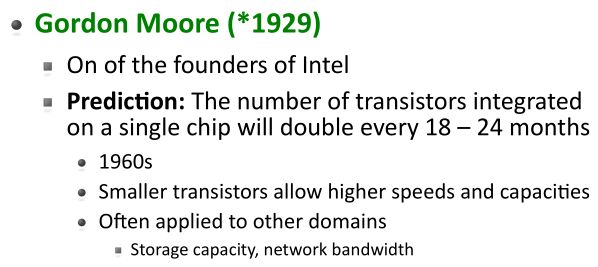 Gordon Moore (*1929)
On of the founders of Intel
Prediction: The number of transistors integrated
on a single chip will double every 18 – 24 months
1960s
Smaller transistors allow higher speeds and capacities
Often applied to other domains
Storage capacity, network bandwidth